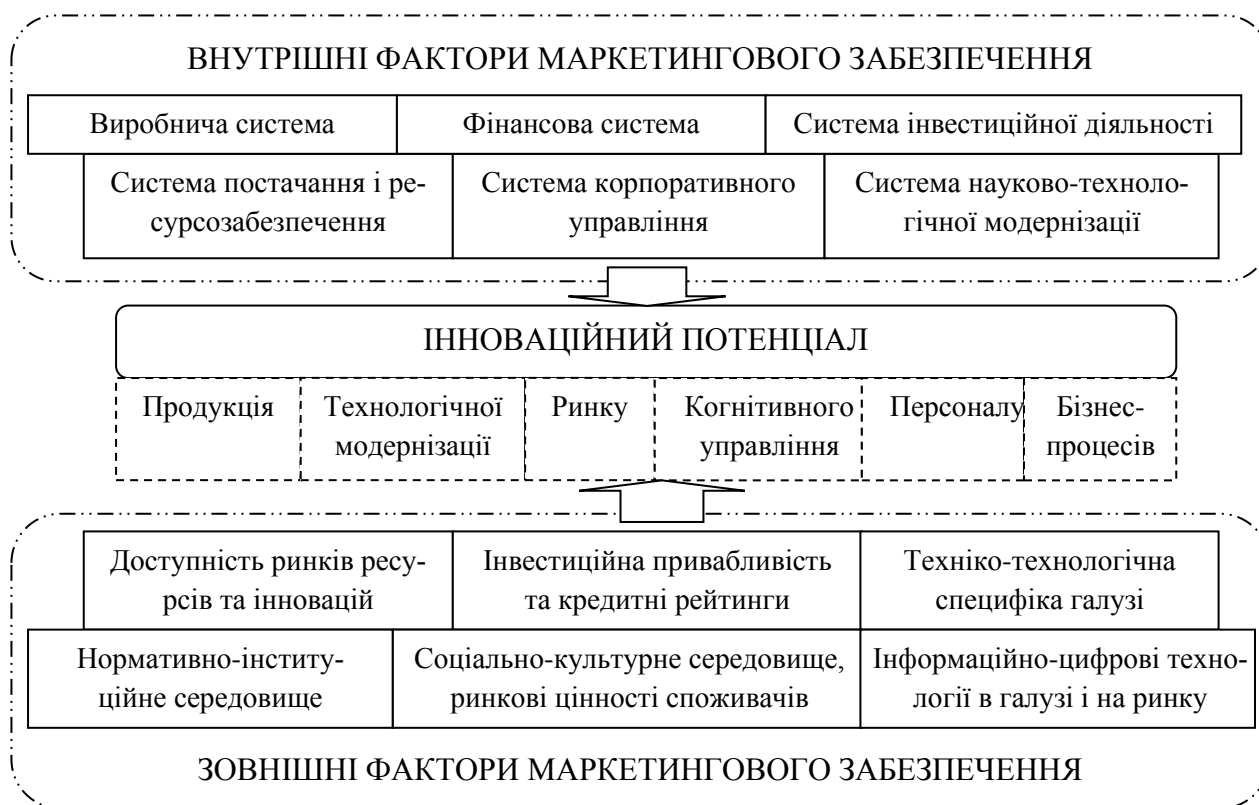 ВНУТРІШНІ ФАКТОРИ МАРКЕТИНГОВОГО ЗАБЕЗПЕЧЕННЯ
Виробнича система
Фінансова система
Система інвестиційної діяльності
Система постачання і ре-
сурсозабезпечення
Система корпоративного
управління
Система науково-техноло-
гічної модернізації
ІННОВАЦІЙНИЙ ПОТЕНЦІАЛ
Продукція
Технологічної
модернізації
Ринку
Когнітивного
управління
Персоналу
Бізнес-
процесів
Доступність ринків ресу-
рсів та інновацій
Інвестиційна привабливість
та кредитні рейтинги
Техніко-технологічна
специфіка галузі
Нормативно-інститу-
ційне середовище
Соціально-культурне середовище,
ринкові цінності споживачів
Інформаційно-цифрові техно-
логії в галузі і на ринку
ЗОВНІШНІ ФАКТОРИ МАРКЕТИНГОВОГО ЗАБЕЗПЕЧЕННЯ